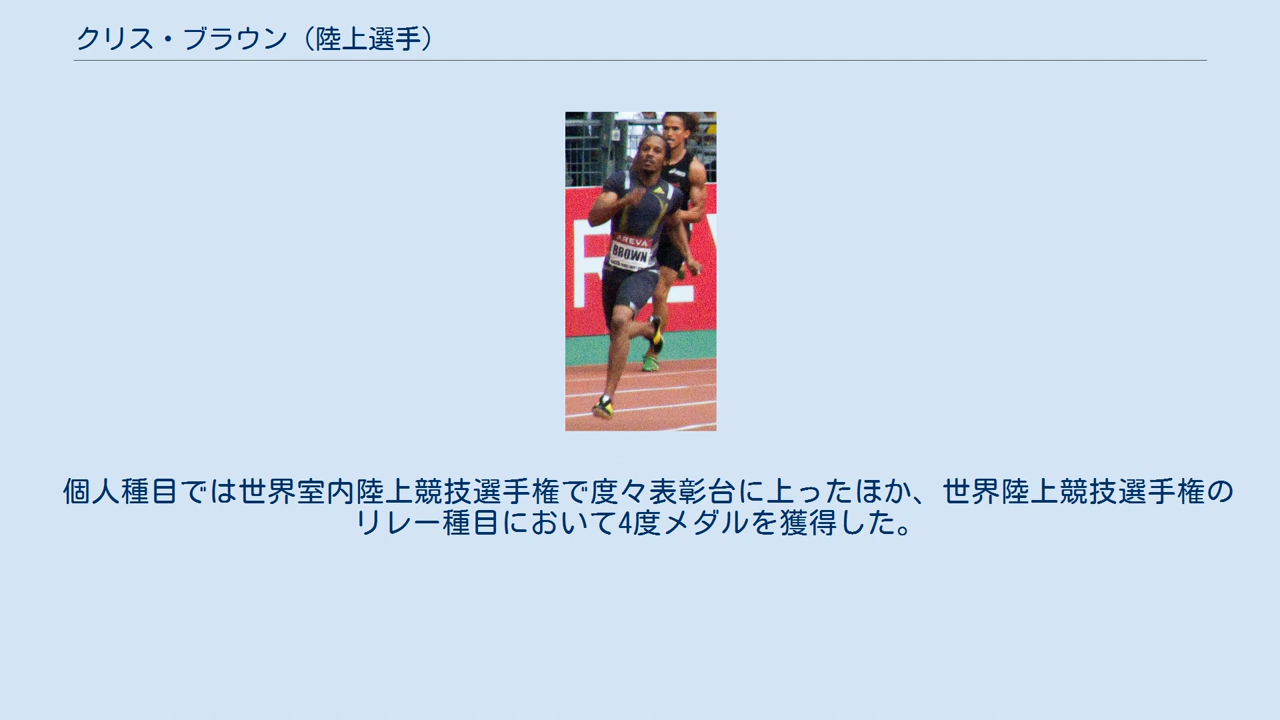 クリス・ブラウン（陸上選手）
AREVA
BROWN
個人種目では世界室内陸上競技選手権で度々表彰台に上ったほか、世界陸上競技選手権の
リレー種目において4度メダルを獲得した。